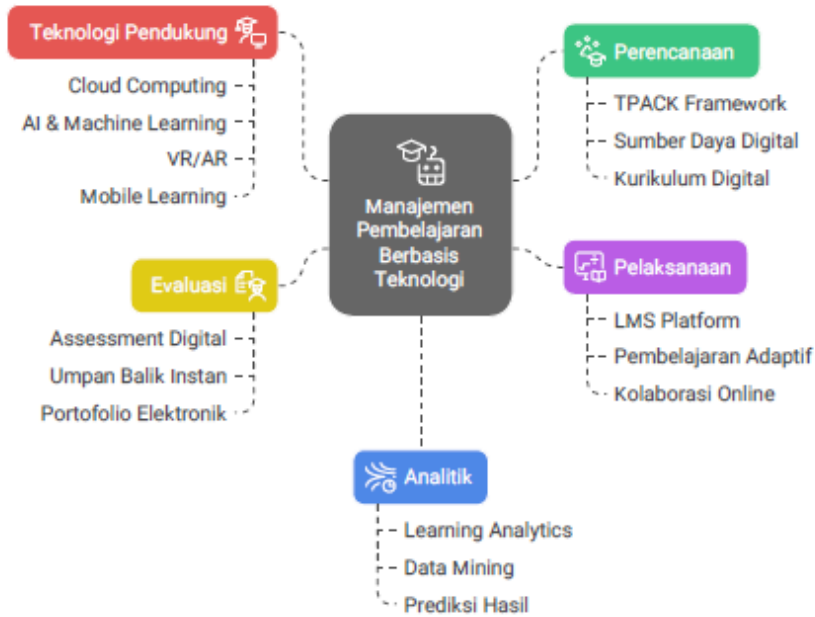 Teknologi Pendukung
Cloud Computing
AI & Machine Learning
VR/AR
Mobile Learning
Evaluasi
Assessment Digital
Umpan Balik Instan
Portofolio Elektronik
Manajemen
Pembelajaran
Berbasis
Teknologi
Perencanaan
TPACK Framework
Sumber Daya Digital
Kurikulum Digital
Pelaksanaan
LMS Platform
Pembelajaran Adaptif
Kolaborasi Online
Analitik
Learning Analytics
Data Mining
Prediksi Hasil